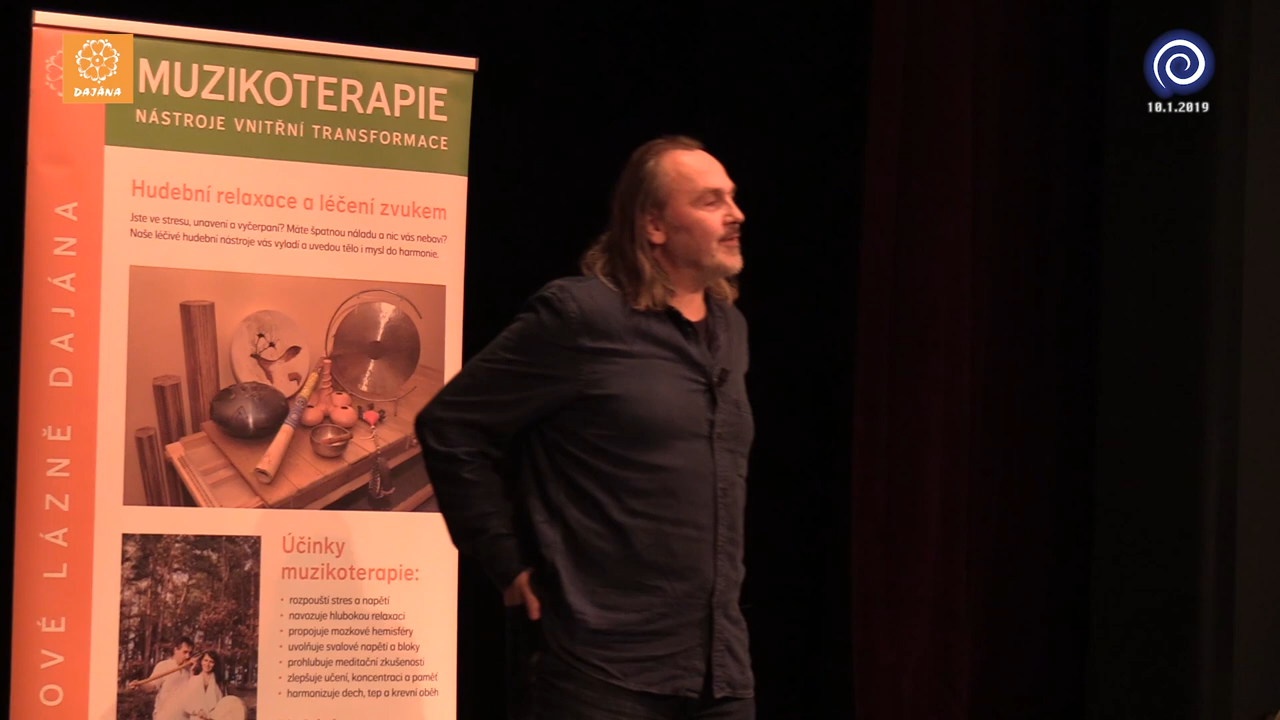 DAJÁNA
MUZIKOTERAPIE
NÁSTROJE VNITŘNÍ TRANSFORMACE
Hudební relaxace a léčení zvukem
Jste ve stresu, unavení a vyčerpaní? Máte špatnou náladu a nic vás nebaví?
Naše léčivé hudební nástroje vás vyladí a uvedou tělo i mysl do harmonie.
OVÉ LÁZNĚ DAJÁNA
Účinky
muzikoterapie:
• rozpouští stres a napětí
• navozuje hlubokou relaxaci
• propojuje mozkové hemisféry
• uvolňuje svalové napětí a bloky
• prohlubuje meditační zkušenosti
• zlepšuje učení, koncentraci a paměť
• harmonizuje dech, tep a krevní oběh
10.1.2019